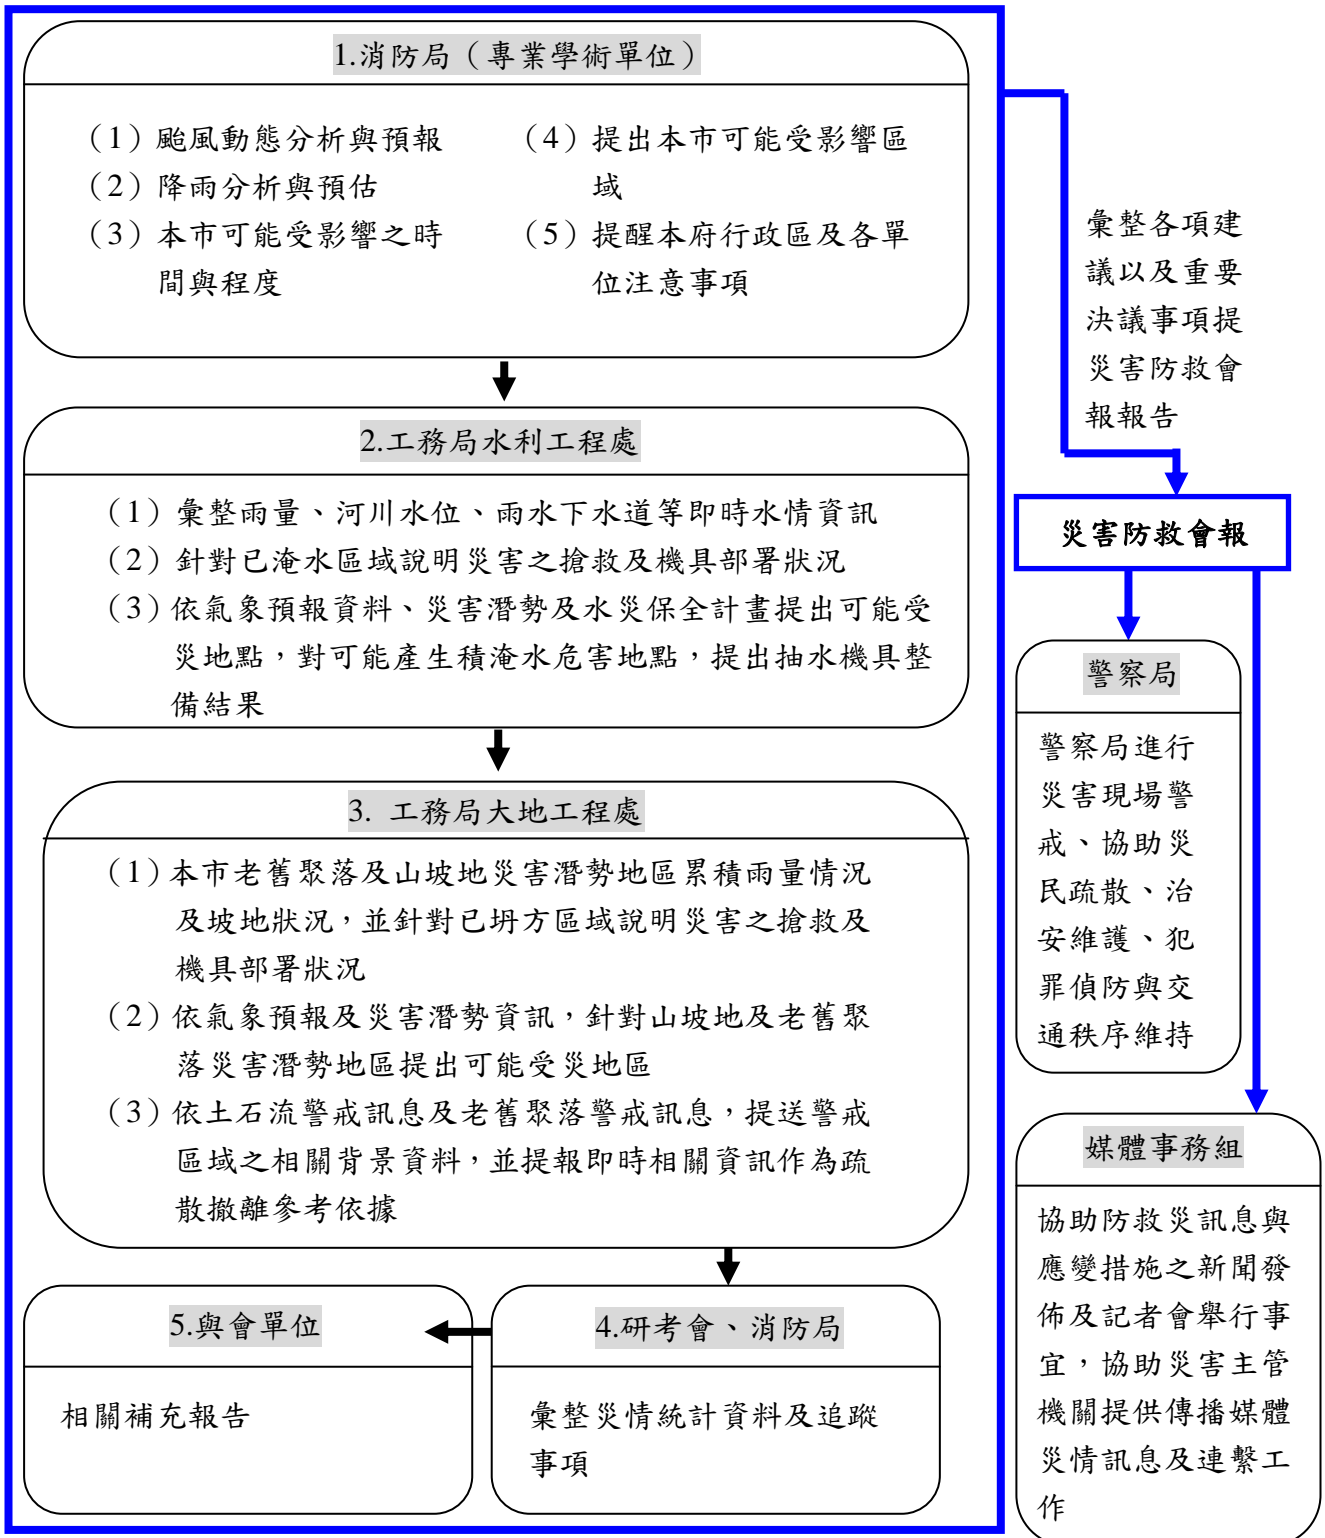 1.消防局（專業學術單位）
（1）颱風動態分析與預報
（2）降雨分析與預估
（3）本市可能受影響之時
間與程度
（4）提出本市可能受影響區
域
（5）提醒本府行政區及各單
位注意事項
2.工務局水利工程處
（1）彙整雨量、河川水位、雨水下水道等即時水情資訊
（2）針對已淹水區域說明災害之搶救及機具部署狀況
（3）依氣象預報資料、災害潛勢及水災保全計畫提出可能受
災地點，對可能產生積淹水危害地點，提出抽水機具整
備結果
3. 工務局大地工程處
（1）本市老舊聚落及山坡地災害潛勢地區累積雨量情況
及坡地狀況，並針對已坍方區域說明災害之搶救及
機具部署狀況
（2）依氣象預報及災害潛勢資訊，針對山坡地及老舊聚
落災害潛勢地區提出可能受災地區
（3）依土石流警戒訊息及老舊聚落警戒訊息，提送警戒
區域之相關背景資料，並提報即時相關資訊作為疏
散撤離參考依據
4.研考會、消防局
彙整災情統計資料及追蹤
事項
5.與會單位
相關補充報告
彙整各項建
議以及重要
決議事項提
災害防救會
報報告
災害防救會報
警察局
警察局進行
災害現場警
戒、協助災
民疏散、治
安維護、犯
罪偵防與交
通秩序維持
媒體事務組
協助防救災訊息與
應變措施之新聞發
佈及記者會舉行事
宜，協助災害主管
機關提供傳播媒體
災情訊息及連繫工
作